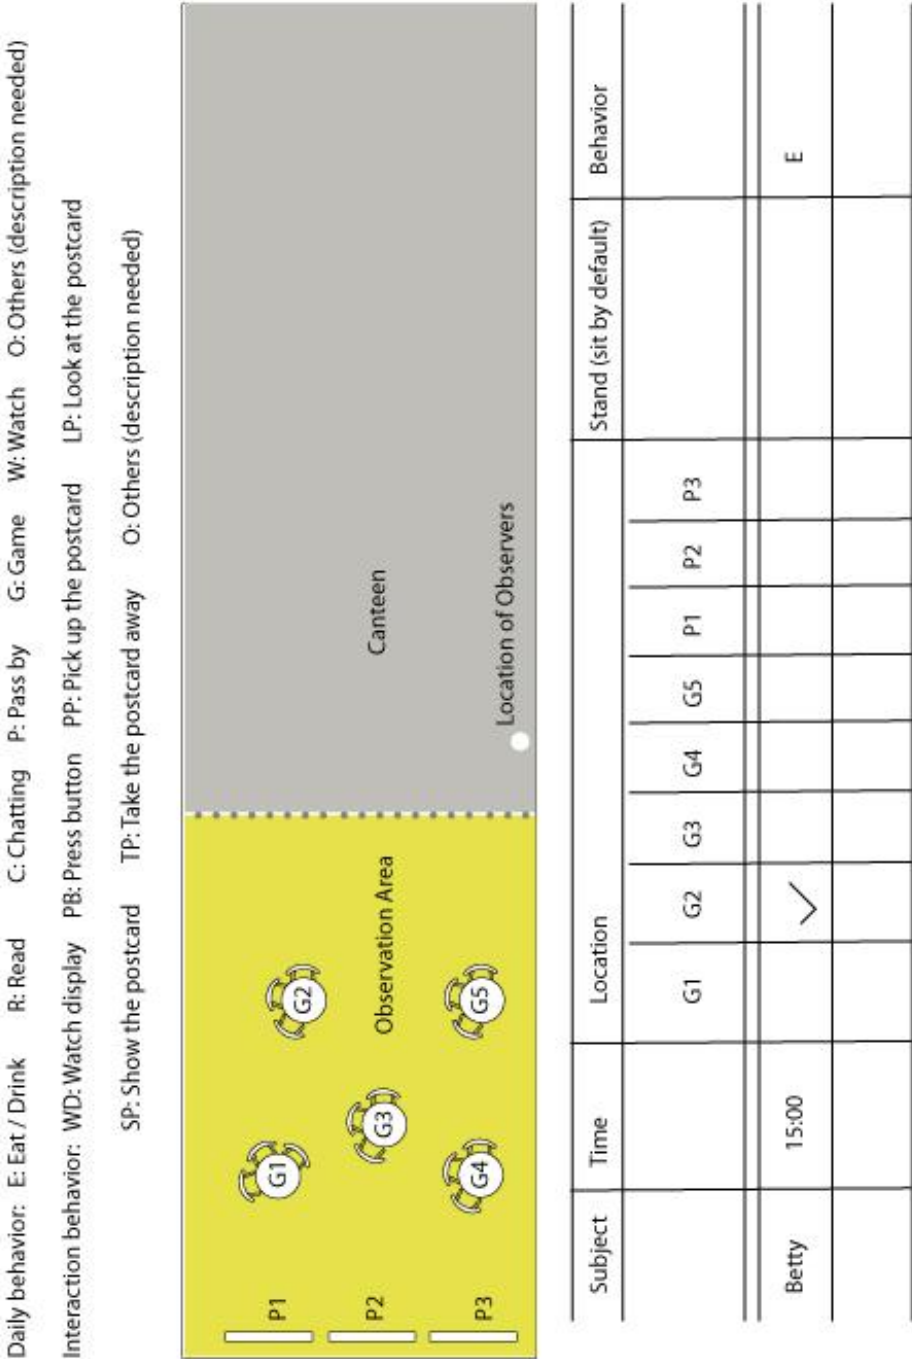 Daily behavior: E: Eat / Drink R: Read C: Chatting P: Pass by G: Game W: Watch O: Others (description needed)
Interaction behavior: WD: Watch display PB: Press button PP: Pick up the postcard LP: Look at the postcard
SP: Show the postcard TP: Take the postcard away O: Others (description needed)
P1 G1 G2
P2 G3 Observation Area Canteen
P3 G4 G5 Location of Observers
Subject Time Location Stand (sit by default) Behavior
G1 G2 G3 G4 G5 P1 P2 P3
Betty 15:00 E